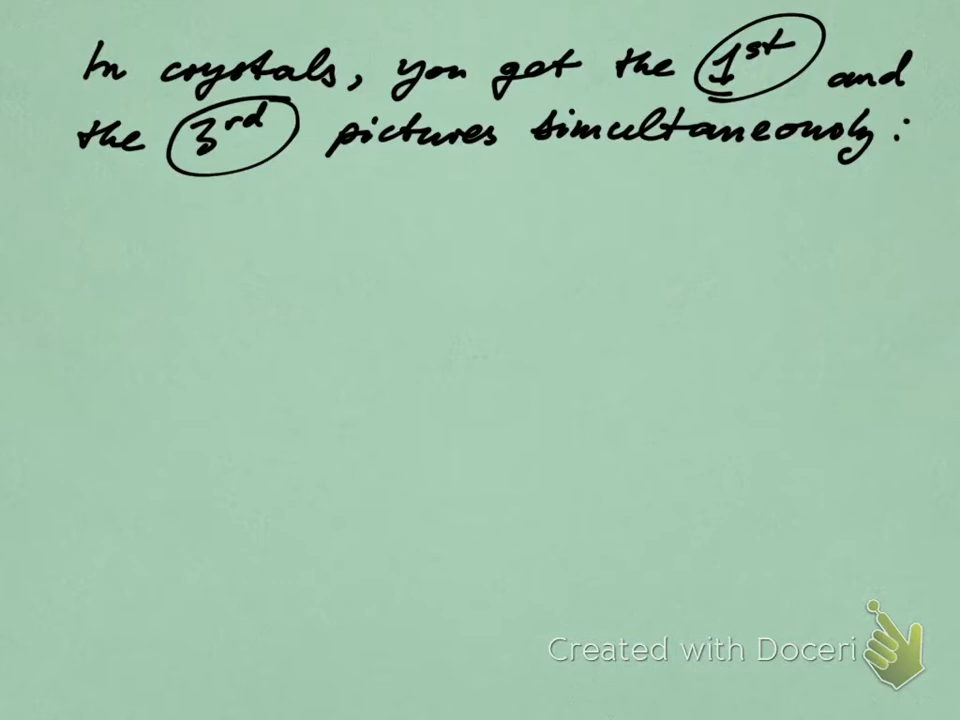 In crystals, you get the 1st and
the 3rd pictures simultaneously:
Created with Doceri